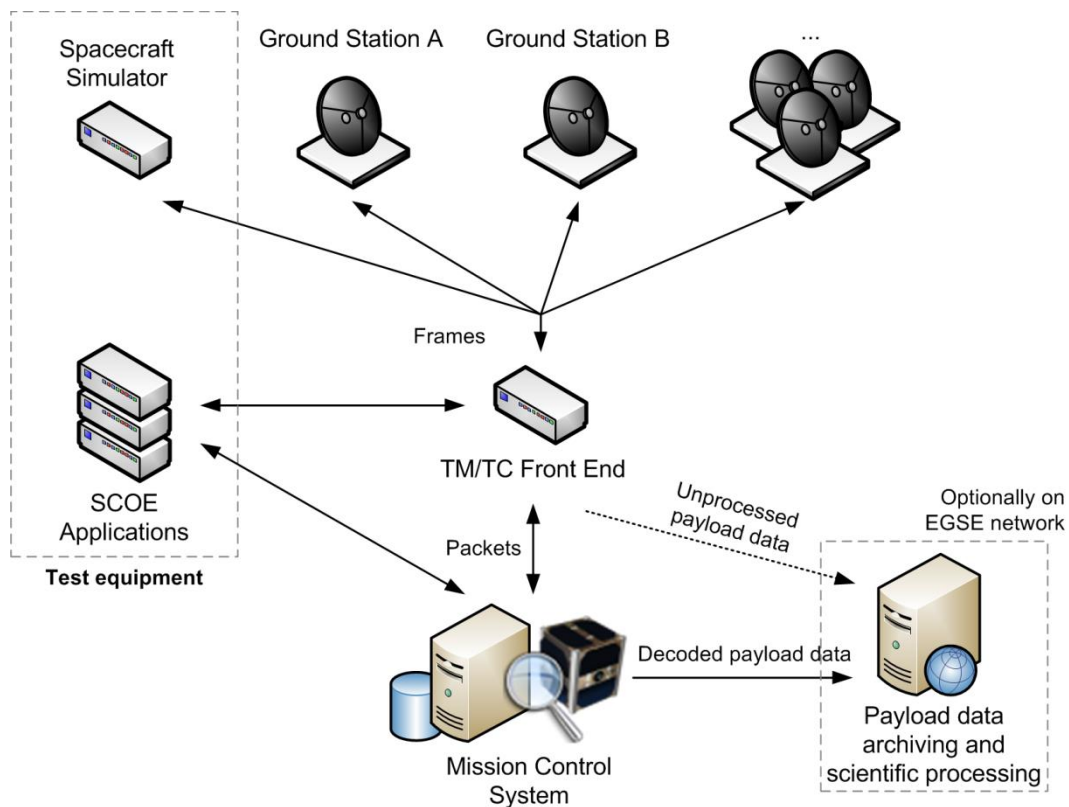 Spacecraft
Simulator
Ground Station A
Ground Station B
...
Frames
TM/TC Front End
SCOE
Applications
Test equipment
Packets
Unprocessed
payload data
Optionally on
EGSE network
Decoded payload data
Mission Control
System
Payload data
archiving and
scientific processing